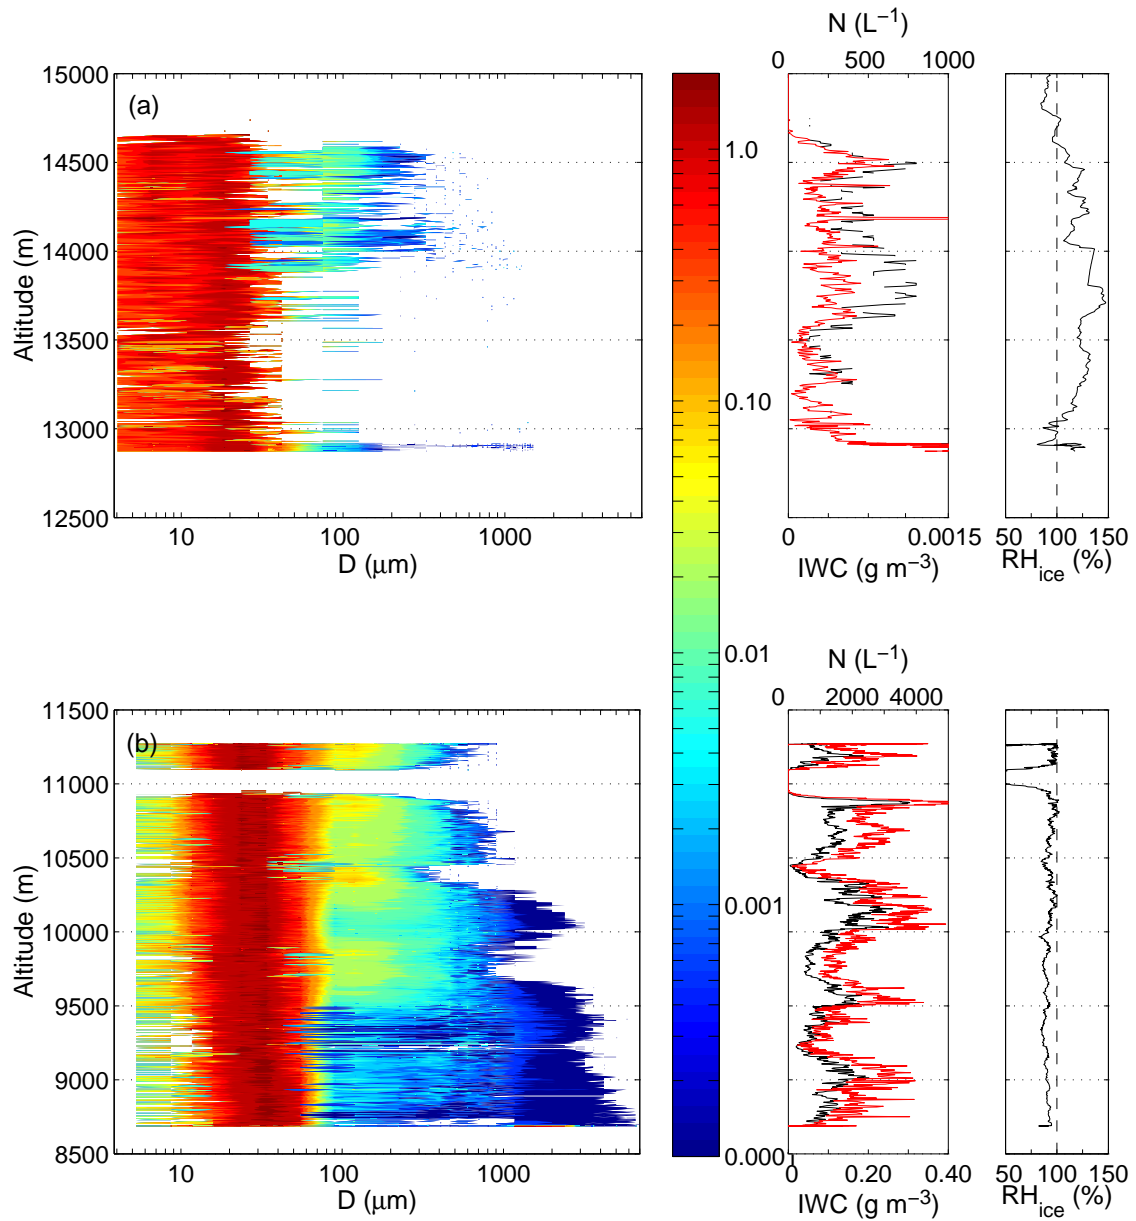 N (L⁻¹)
0 500 1000
15000
14500
14000
13500
13000
12500
Altitude (m)
(a)
10 100 1000
D (μm)
1.0
0.10
0.01
0.001
0.000
0 0.0015
IWC (g m⁻³)
50 100 150
RH_ice (%)
N (L⁻¹)
0 2000 4000
11500
11000
10500
10000
9500
9000
8500
Altitude (m)
(b)
10 100 1000
D (μm)
0 0.20 0.40
IWC (g m⁻³)
50 100 150
RH_ice (%)